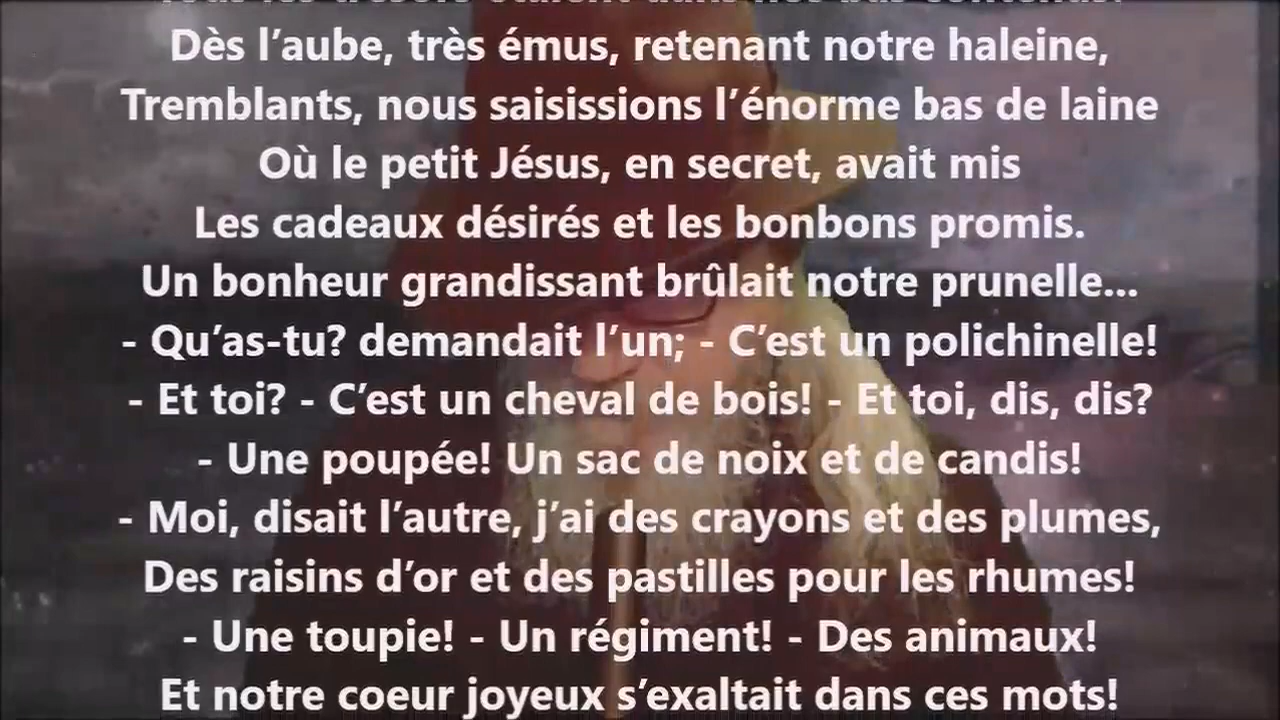 Dès l’aube, très émus, retenant notre haleine,
Tremblants, nous saisissions l’énorme bas de laine
Où le petit Jésus, en secret, avait mis
Les cadeaux désirés et les bonbons promis.
Un bonheur grandissant brûlait notre prunelle...
- Qu’as-tu? demandait l’un; - C’est un polichinelle!
- Et toi? - C’est un cheval de bois! - Et toi, dis, dis?
- Une poupée! Un sac de noix et de candis!
- Moi, disait l’autre, j’ai des crayons et des plumes,
Des raisins d’or et des pastilles pour les rhumes!
- Une toupie! - Un régiment! - Des animaux!
Et notre coeur joyeux s’exaltait dans ces mots!